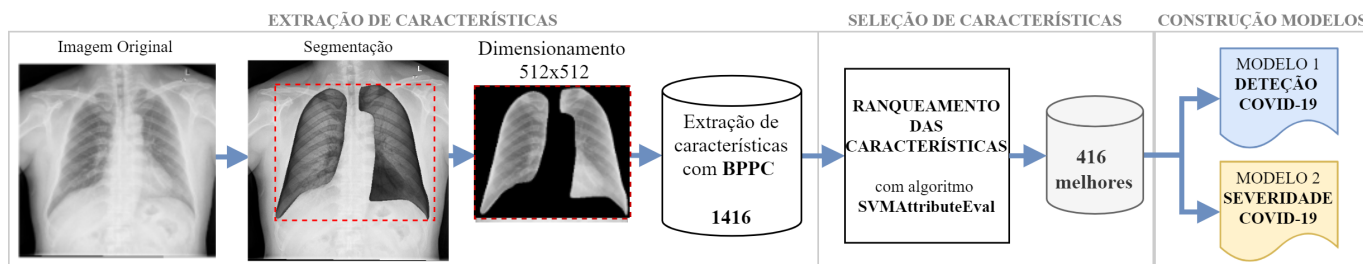 EXTRAÇÃO DE CARACTERÍSTICAS
SELEÇÃO DE CARACTERÍSTICAS
CONSTRUÇÃO MODELOS
Imagem Original
Segmentação
Dimensionamento
512x512
L
L
Extração de
características
com BPPC
1416
RANQUEAMENTO
DAS
CARACTERÍSTICAS
com algoritmo
SVMAttributeEval
416
melhores
MODELO 1
DETEÇÃO
COVID-19
MODELO 2
SEVERIDADE
COVID-19